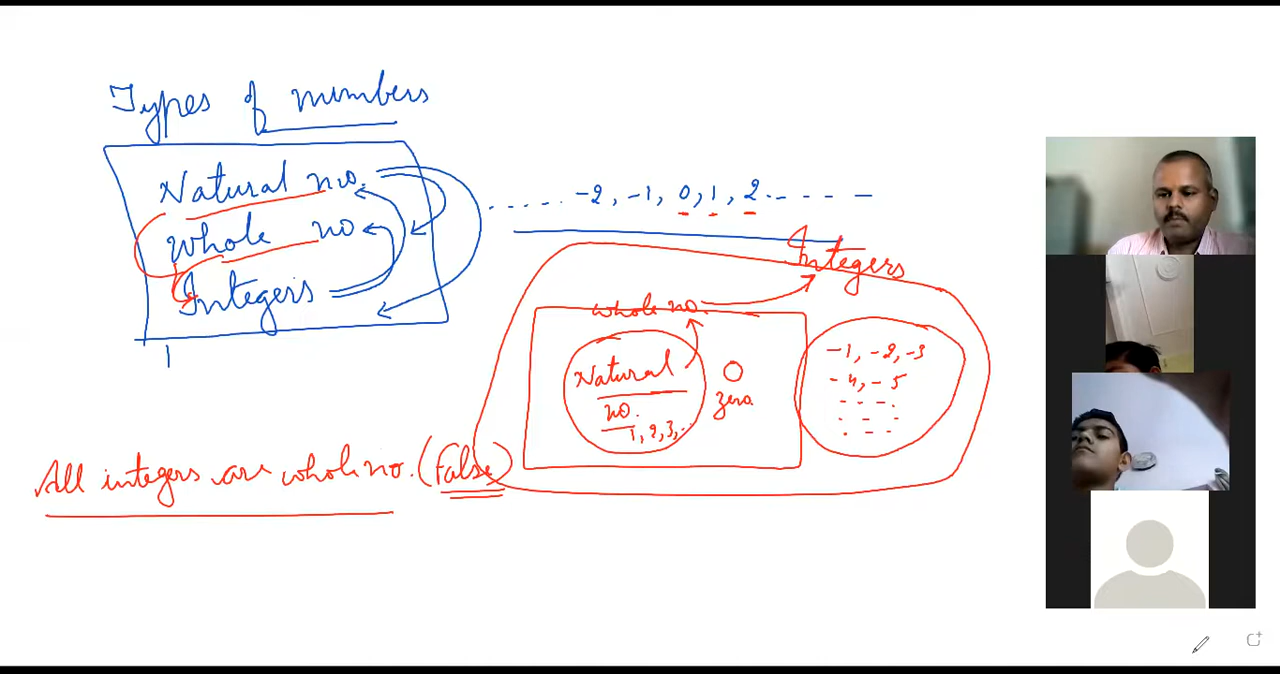 Types of numbers
Natural no.
Whole no
Integers
..... -2, -1, 0, 1, 2. - - - -
Integers
whole no.
Natural
no.
1, 2, 3, ..
0
zero.
-1, -2, -3
-4, -5
- - -.
- - -
- - -
All integers are whole no. (False)